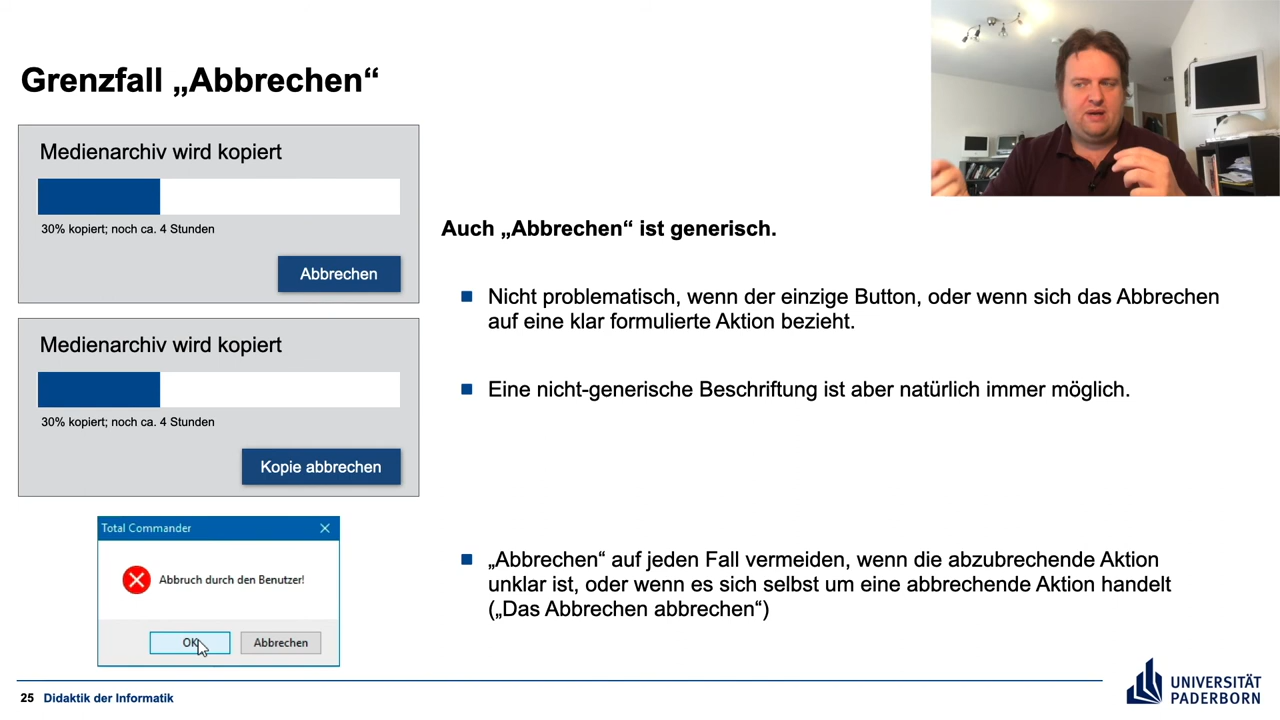 Grenzfall „Abbrechen“
Medienarchiv wird kopiert
30% kopiert; noch ca. 4 Stunden
Abbrechen
Medienarchiv wird kopiert
30% kopiert; noch ca. 4 Stunden
Kopie abbrechen
Total Commander
Abbruch durch den Benutzer!
OK
Abbrechen
Auch „Abbrechen“ ist generisch.
Nicht problematisch, wenn der einzige Button, oder wenn sich das Abbrechen
auf eine klar formulierte Aktion bezieht.
Eine nicht-generische Beschriftung ist aber natürlich immer möglich.
„Abbrechen“ auf jeden Fall vermeiden, wenn die abzubrechende Aktion
unklar ist, oder wenn es sich selbst um eine abbrechende Aktion handelt
(„Das Abbrechen abbrechen“)
25 Didaktik der Informatik
UNIVERSITÄT
PADERBORN